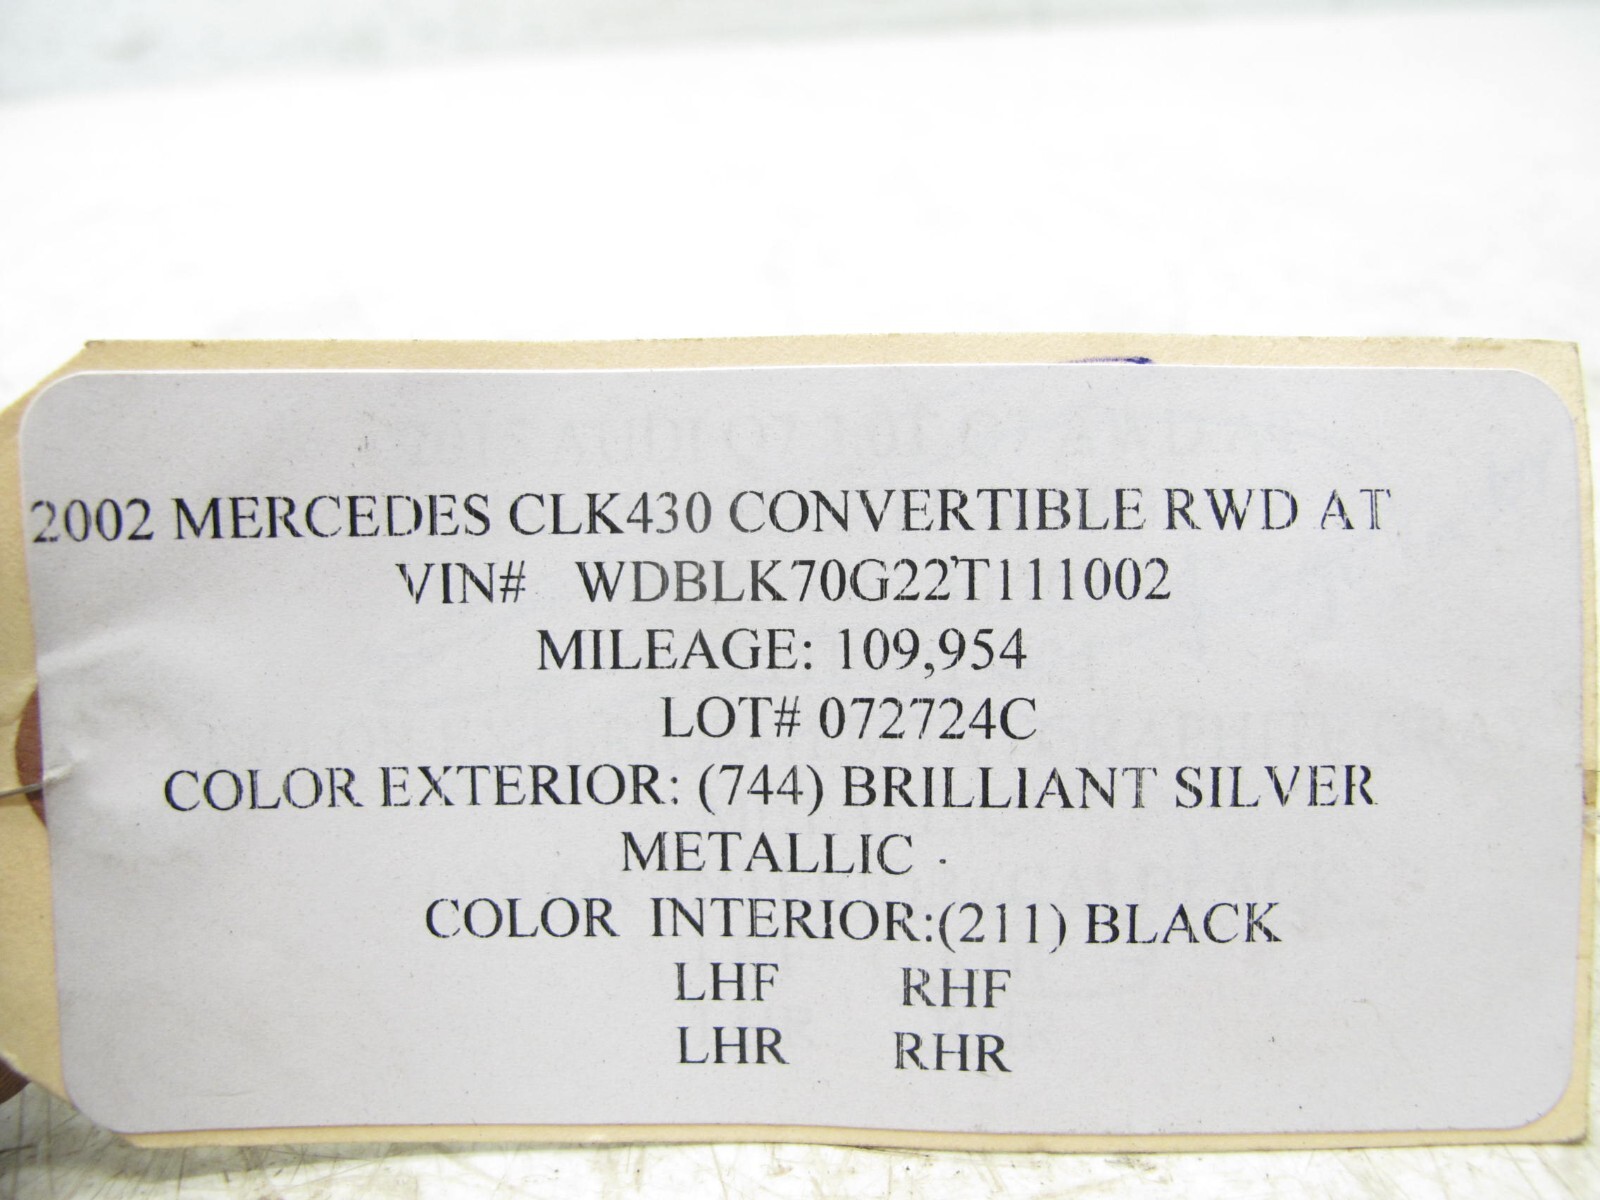 2002 MERCEDES CLK430 CONVERTIBLE RWD AT
VIN# WDBLK70G22T111002
MILEAGE: 109,954
LOT# 072724C
COLOR EXTERIOR: (744) BRILLIANT SILVER
METALLIC
COLOR INTERIOR:(211) BLACK
LHF RHF
LHR RHR